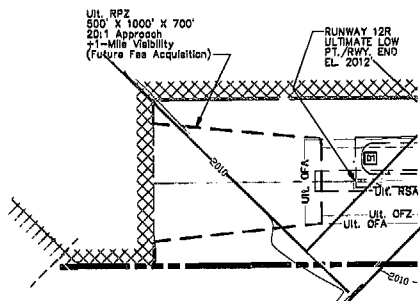 Ult. RPZ
500' X 1000' X 700'
20:1 Approach
+1-Mile Visibility
(Future Fee Acquisition)
RUNWAY 12R
ULTIMATE LOW
PT./RWY. END
EL. 2012'
2010
Ult. OFA
D1
Ult. RSA
Ult. OFZ
Ult. OFA
2010